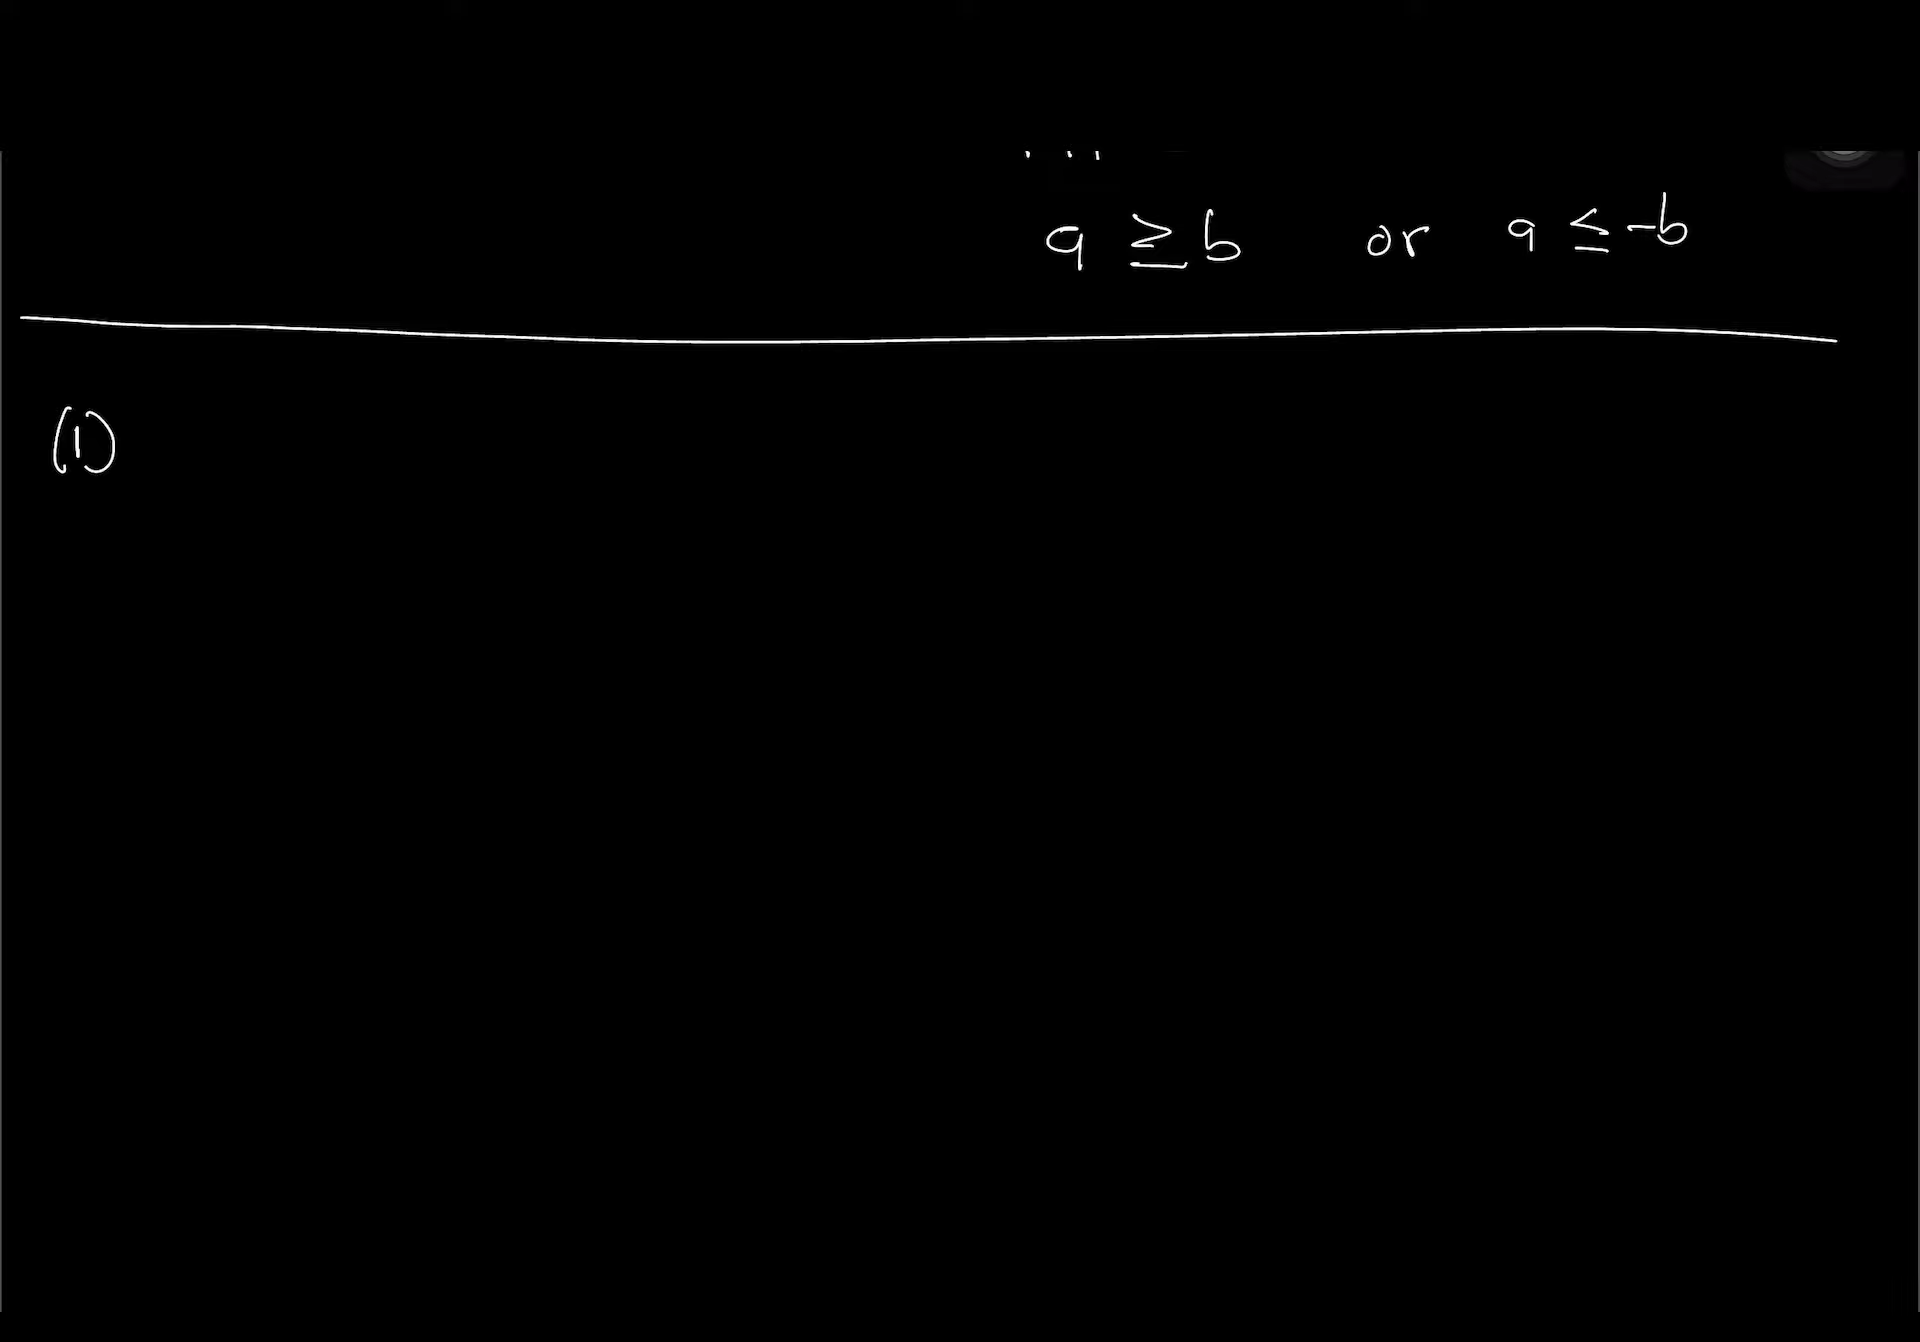 a ≥ b or a ≤ -b
(1)